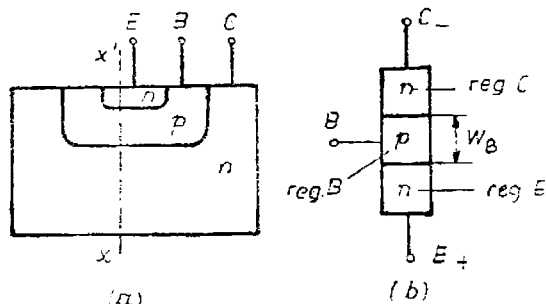 x' E B C
n
p
n
x
(a)
C -
n reg C
B p W_B
reg. B
n reg E
E +
(b)